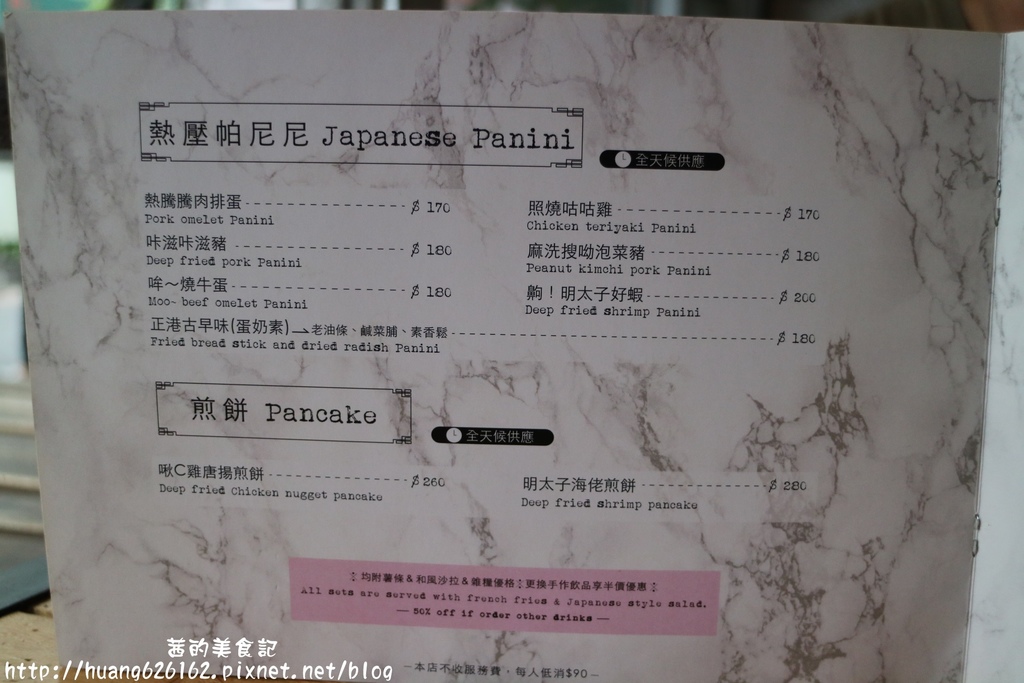 熱壓帕尼尼 Japanese Panini
全天候供應
熱騰騰肉排蛋 $ 170
Pork omelet Panini
照燒咕咕雞 $ 170
Chicken teriyaki Panini
咔滋咔滋豬 $ 180
Deep fried pork Panini
麻洗搜呦泡菜豬 $ 180
Peanut kimchi pork Panini
哞～燒牛蛋 $ 180
Moo~ beef omelet Panini
齁！明太子好蝦 $ 200
Deep fried shrimp Panini
正港古早味(蛋奶素) 老油條、鹹菜脯、素香鬆 $ 180
Fried bread stick and dried radish Panini
煎餅 Pancake
全天候供應
啾C雞唐揚煎餅 $ 260
Deep fried Chicken nugget pancake
明太子海佬煎餅 $ 280
Deep fried shrimp pancake
均附薯條&和風沙拉&雜糧優格 更換手作飲品享半價優惠
All sets are served with french fries & Japanese style salad.
— 50% off if order other drinks —
–本店不收服務費，每人低消$90–
茜的美食記
http://huang626162.pixnet.net/blog